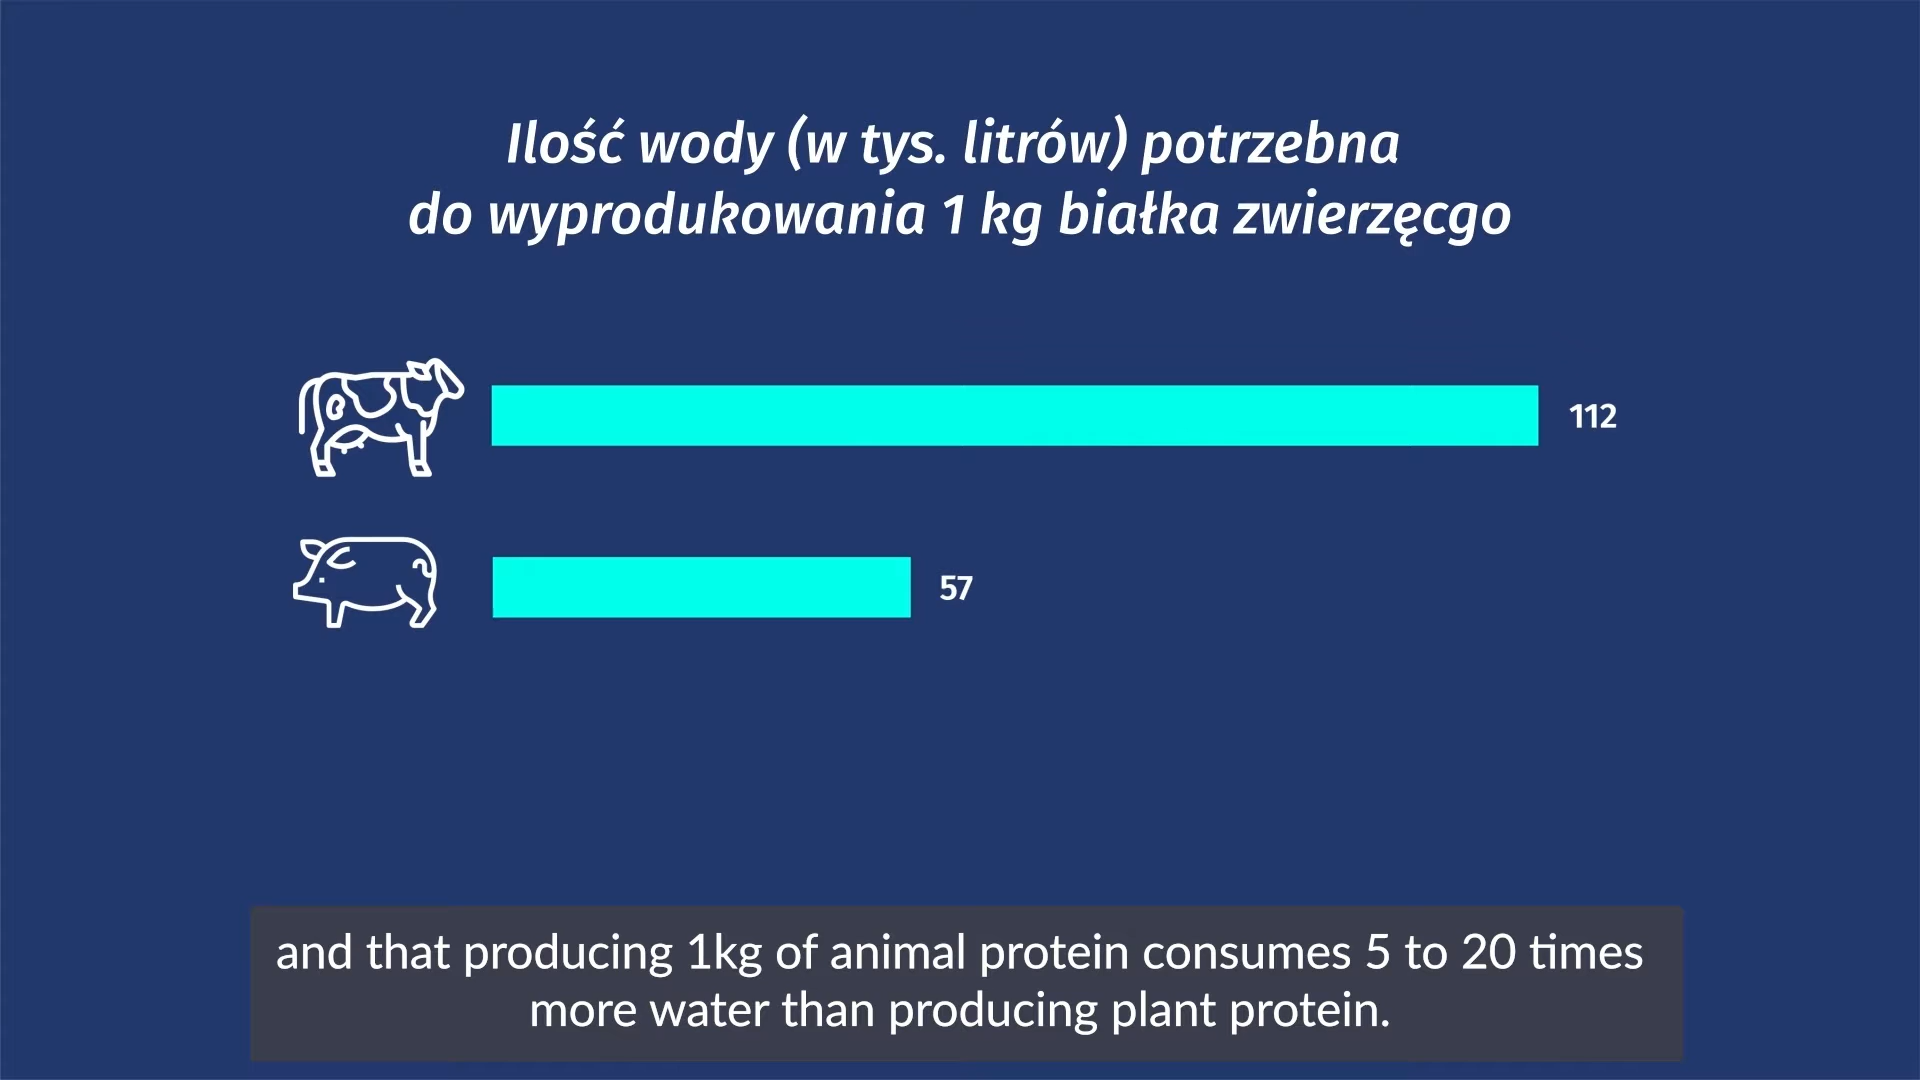 Ilość wody (w tys. litrów) potrzebna
do wyprodukowania 1 kg białka zwierzęcgo
112
57
and that producing 1kg of animal protein consumes 5 to 20 times
more water than producing plant protein.